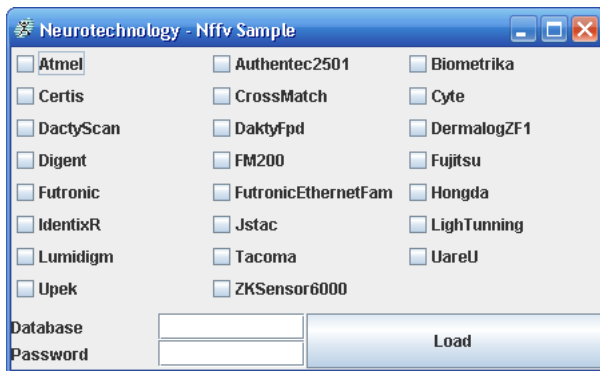 Neurotechnology - Nffv Sample
Atmel Authentec2501 Biometrika
Certis CrossMatch Cyte
DactyScan DaktyFpd DermalogZF1
Digent FM200 Fujitsu
Futronic FutronicEthernetFam Hongda
IdentixR Jstac LighTunning
Lumidigm Tacoma UareU
Upek ZKSensor6000
Database
Load
Password